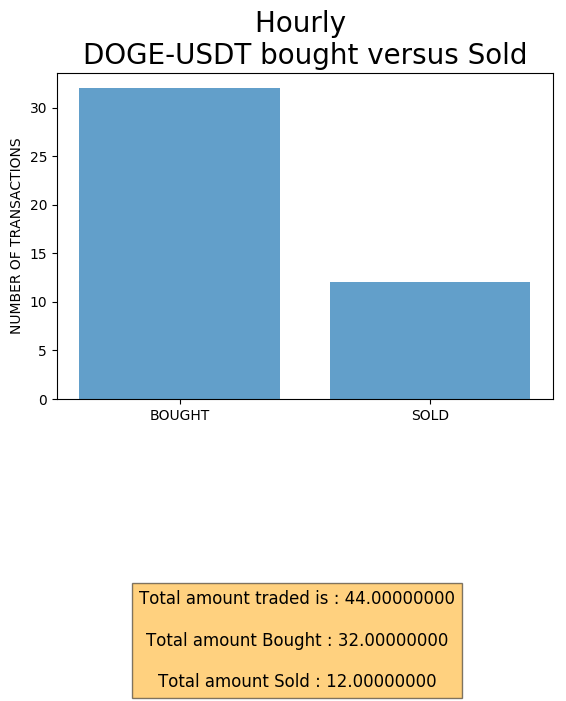 Hourly
DOGE-USDT bought versus Sold
NUMBER OF TRANSACTIONS
30
25
20
15
10
5
0
BOUGHT SOLD
Total amount traded is : 44.00000000
Total amount Bought : 32.00000000
Total amount Sold : 12.00000000